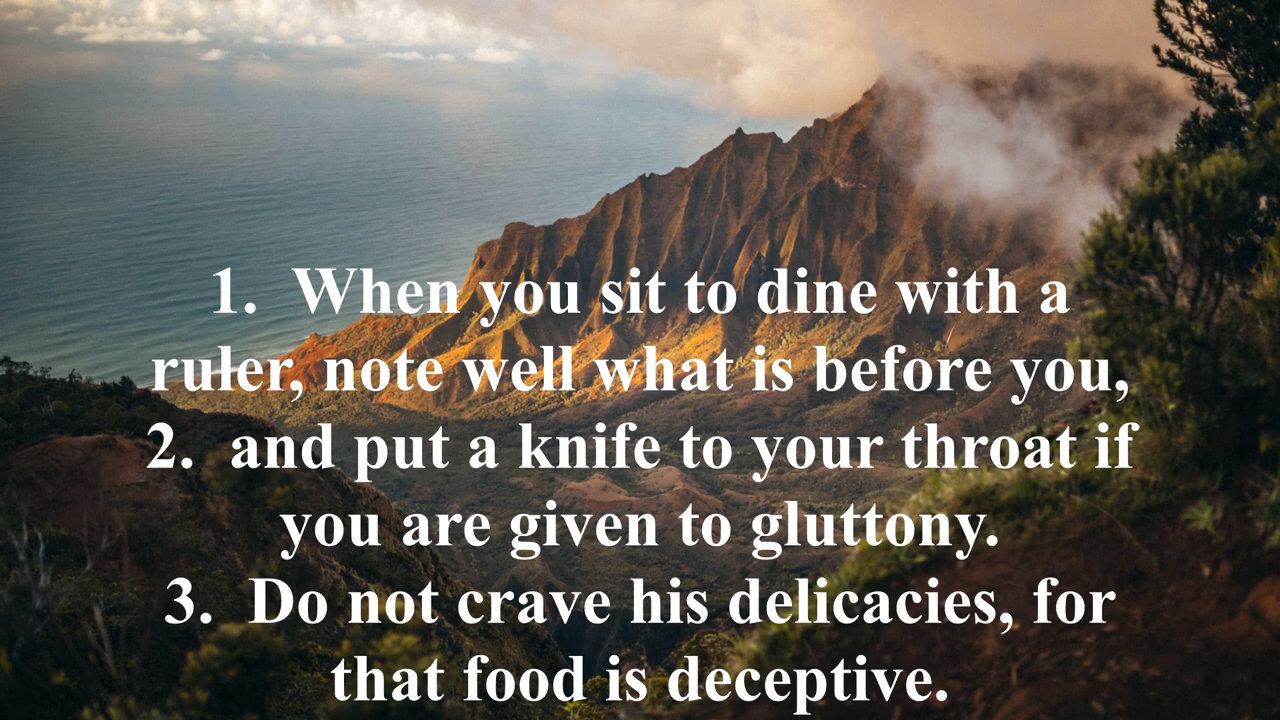 1.  When you sit to dine with a
ruler, note well what is before you,
2.  and put a knife to your throat if
you are given to gluttony.
3.  Do not crave his delicacies, for
that food is deceptive.